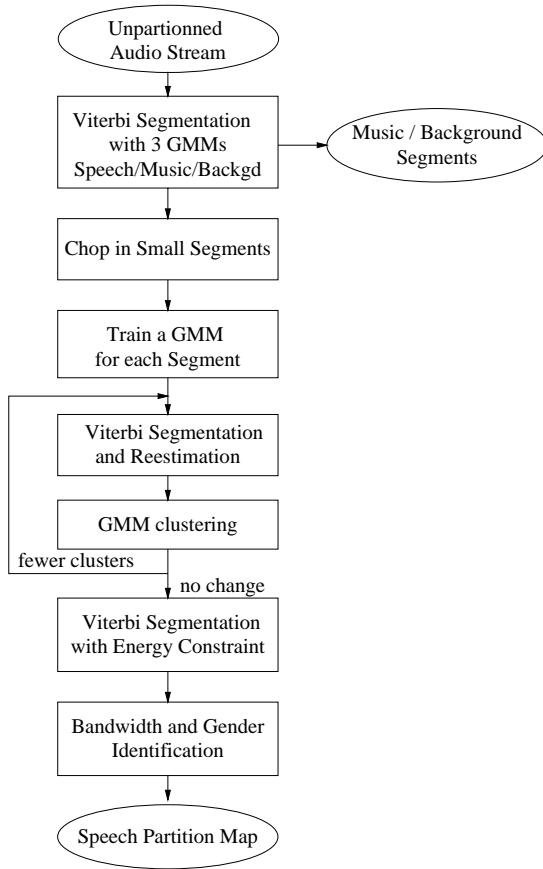 Unpartionned
Audio Stream
Viterbi Segmentation
with 3 GMMs
Speech/Music/Backgd
Music / Background
Segments
Chop in Small Segments
Train a GMM
for each Segment
Viterbi Segmentation
and Reestimation
GMM clustering
fewer clusters
no change
Viterbi Segmentation
with Energy Constraint
Bandwidth and Gender
Identification
Speech Partition Map